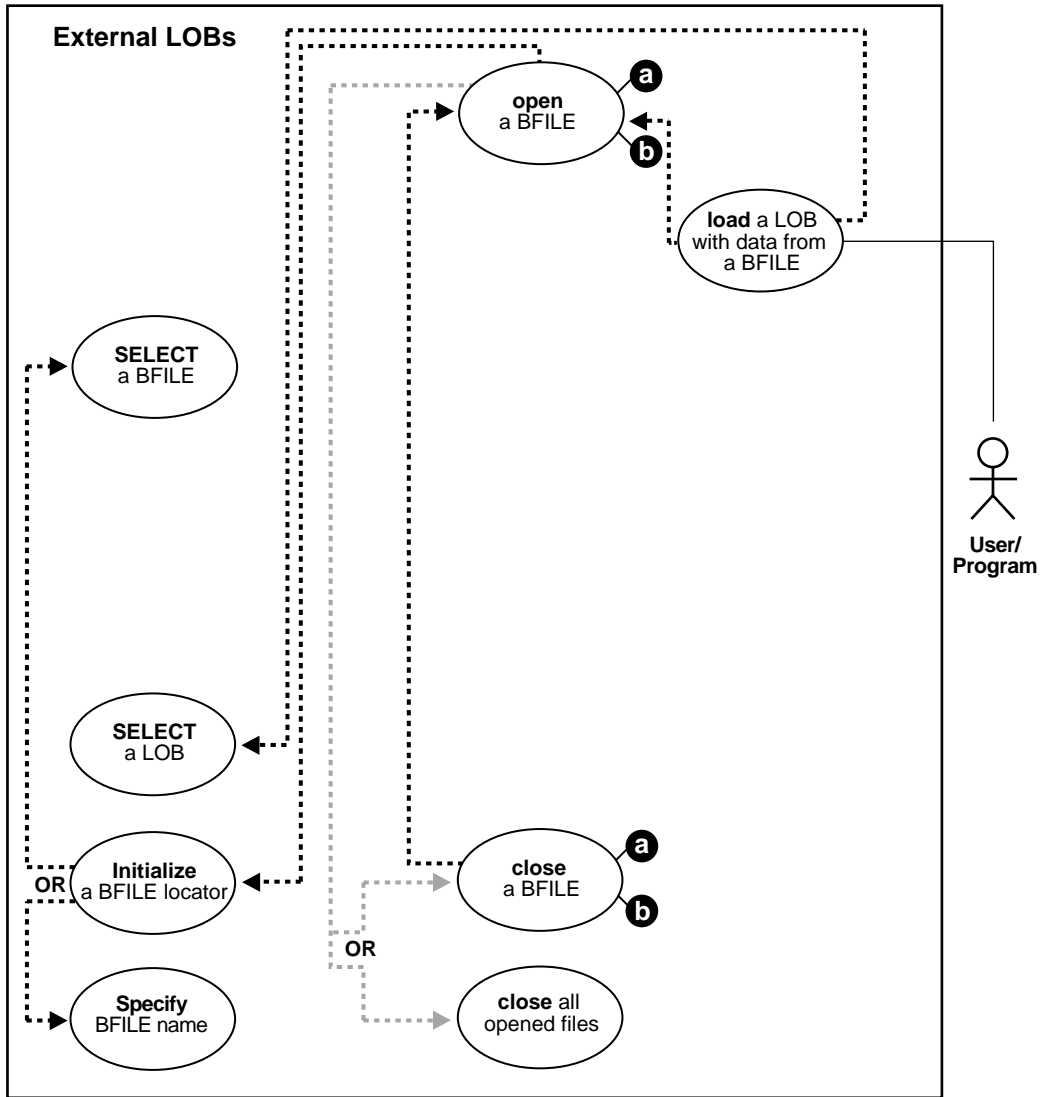 External LOBs
open
a BFILE
a
b
load a LOB
with data from
a BFILE
SELECT
a BFILE
User/
Program
SELECT
a LOB
Initialize
a BFILE locator
OR
close
a BFILE
a
b
OR
Specify
BFILE name
close all
opened files